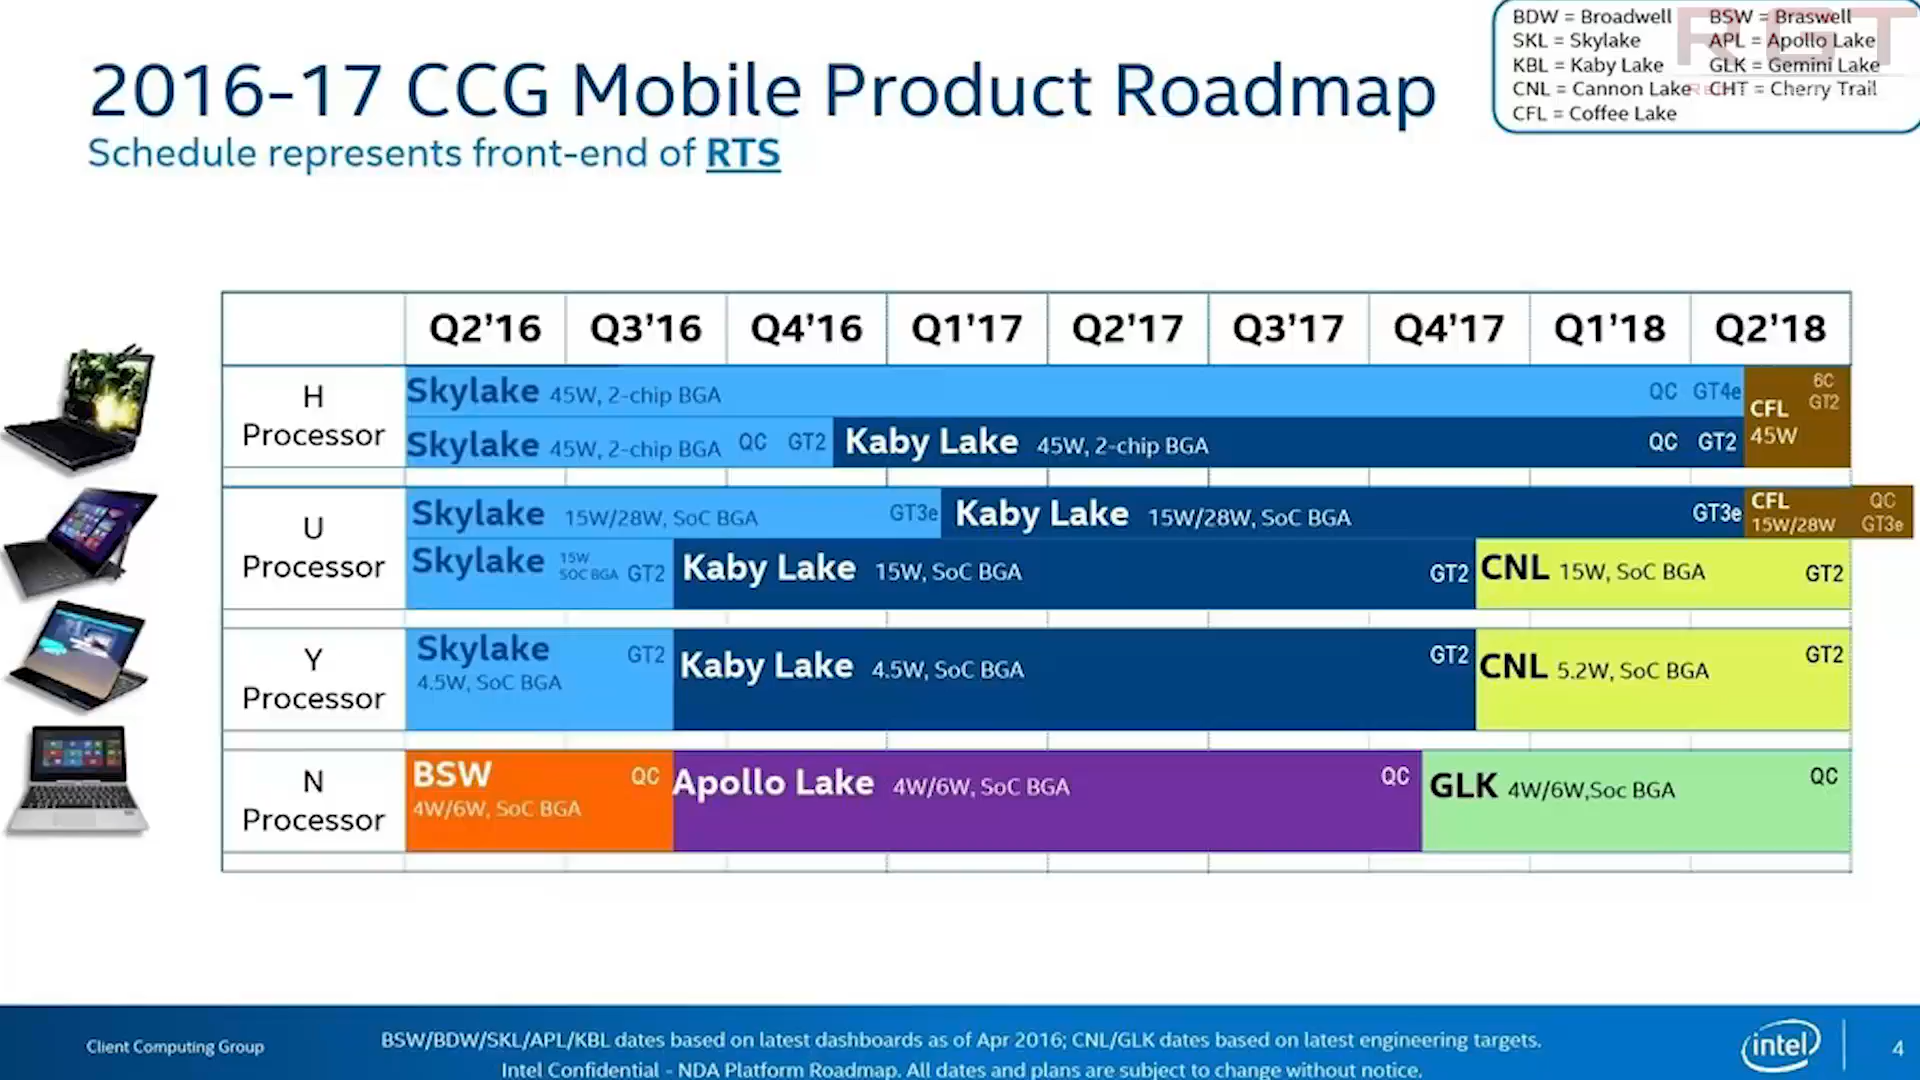 BDW = Broadwell BSW = Braswell
SKL = Skylake APL = Apollo Lake
KBL = Kaby Lake GLK = Gemini Lake
CNL = Cannon Lake CHT = Cherry Trail
CFL = Coffee Lake
RGT
2016-17 CCG Mobile Product Roadmap
Schedule represents front-end of RTS
Q2’16 Q3’16 Q4’16 Q1’17 Q2’17 Q3’17 Q4’17 Q1’18 Q2’18
H Processor
Skylake 45W, 2-chip BGA QC GT4e
Skylake 45W, 2-chip BGA QC GT2
Kaby Lake 45W, 2-chip BGA QC GT2
CFL 45W 6C GT2
U Processor
Skylake 15W/28W, SoC BGA GT3e
Kaby Lake 15W/28W, SoC BGA GT3e
CFL 15W/28W QC GT3e
Skylake 15W SOC BGA GT2
Kaby Lake 15W, SoC BGA GT2
CNL 15W, SoC BGA GT2
Y Processor
Skylake 4.5W, SoC BGA GT2
Kaby Lake 4.5W, SoC BGA GT2
CNL 5.2W, SoC BGA GT2
N Processor
BSW 4W/6W, SoC BGA QC
Apollo Lake 4W/6W, SoC BGA QC
GLK 4W/6W,Soc BGA QC
Client Computing Group
BSW/BDW/SKL/APL/KBL dates based on latest dashboards as of Apr 2016; CNL/GLK dates based on latest engineering targets.
Intel Confidential - NDA Platform Roadmap. All dates and plans are subject to change without notice.
intel
4